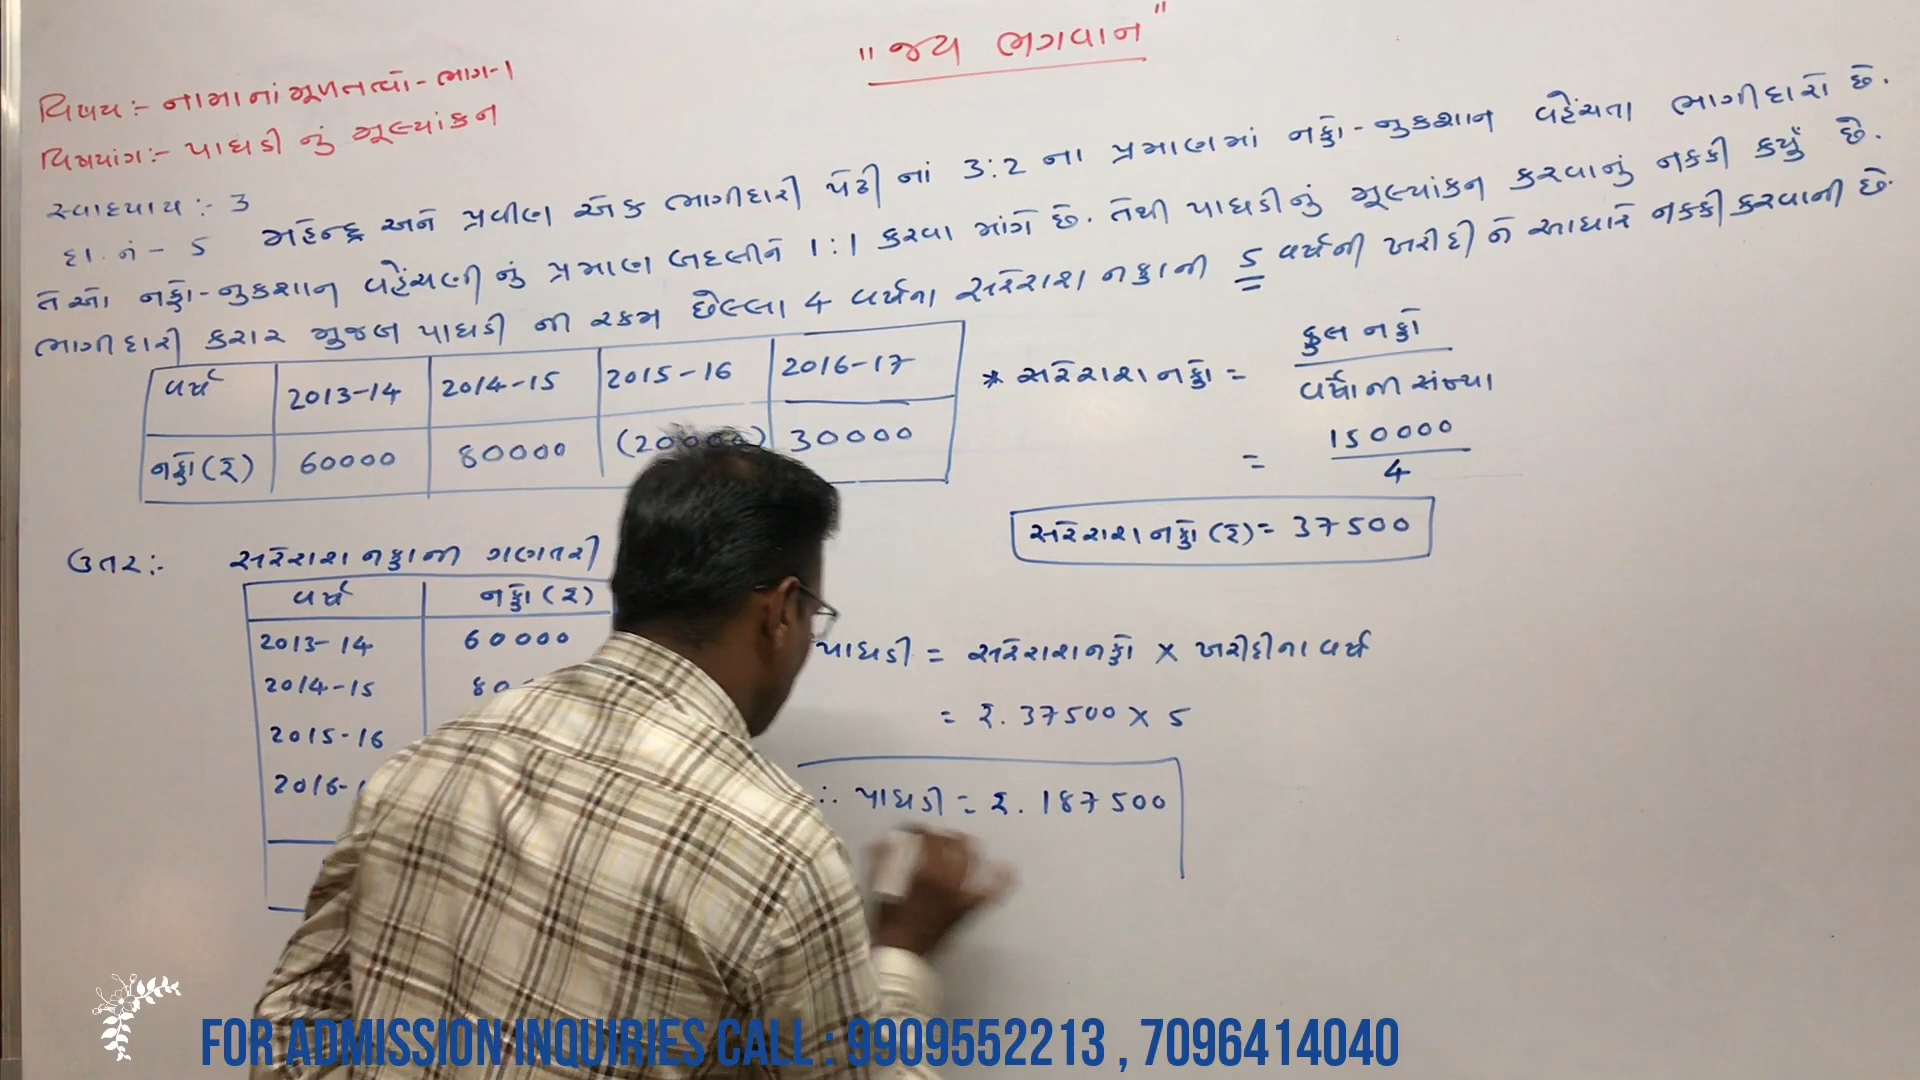 "જય ભગવાન"
વિષય:- નામાનાં મૂળતત્વો - ભાગ-1
વિષયાંગ:- પાઘડી નું મૂલ્યાંકન
સ્વાધ્યાય:- 3
દા. નં - 5 મહેન્દ્ર અને પ્રવીણ એક ભાગીદારી પેઢી નાં 3:2 ના પ્રમાણમાં નફો-નુકશાન વહેંચતા ભાગીદારો છે.
તેઓ નફો-નુકશાન વહેંચણી નું પ્રમાણ બદલીને 1:1 કરવા માંગે છે. તેથી પાઘડીનું મૂલ્યાંકન કરવાનું નક્કી કર્યું છે.
ભાગીદારી કરાર મુજબ પાઘડી ની રકમ છેલ્લા 4 વર્ષના સરેરાશ નફાની 5 વર્ષની ખરીદી ને આધારે નક્કી કરવાની છે.
વર્ષ 2013-14 2014-15 2015-16 2016-17
નફો (₹) 60000 80000 (20000) 30000
* સરેરાશ નફો = કુલ નફો
વર્ષોની સંખ્યા
= 150000
4
સરેરાશ નફો (₹) = 37500
ઉતર:- સરેરાશ નફાની ગણતરી
વર્ષ નફો (₹)
2013-14 60000
2014-15 80
2015-16
2016-
પાઘડી = સરેરાશ નફો × ખરીદીના વર્ષ
= ₹. 37500 × 5
∴ પાઘડી = ₹. 187500
FOR ADMISSION INQUIRIES CALL : 9909552213 , 7096414040